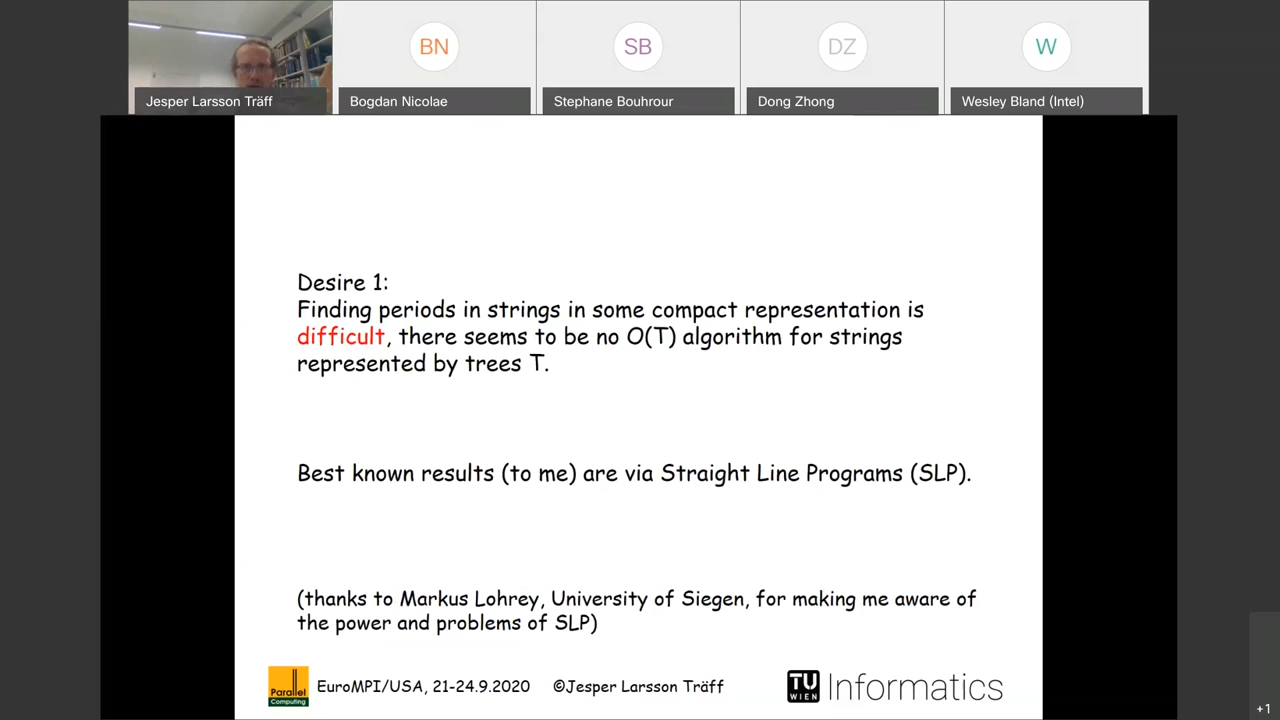 BN
SB
DZ
W
Jesper Larsson Träff
Bogdan Nicolae
Stephane Bouhrour
Dong Zhong
Wesley Bland (Intel)
Desire 1:
Finding periods in strings in some compact representation is
difficult, there seems to be no O(T) algorithm for strings
represented by trees T.
Best known results (to me) are via Straight Line Programs (SLP).
(thanks to Markus Lohrey, University of Siegen, for making me aware of
the power and problems of SLP)
Parallel
Computing
EuroMPI/USA, 21-24.9.2020 ©Jesper Larsson Träff
TU
WIEN
Informatics
+1